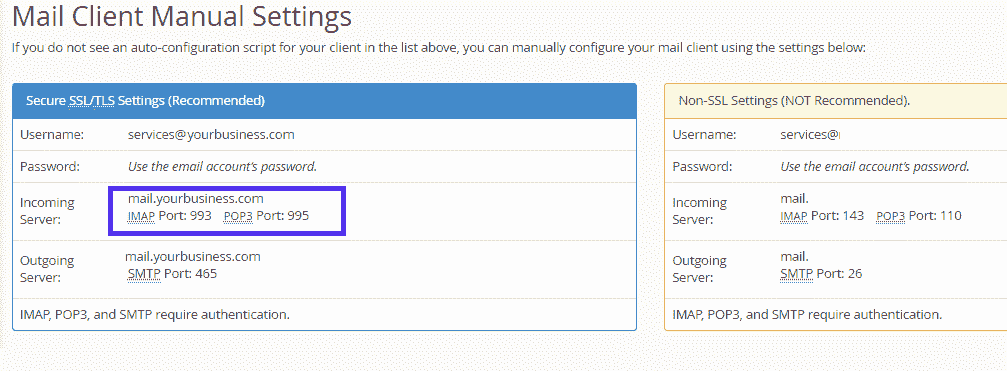 Mail Client Manual Settings
If you do not see an auto-configuration script for your client in the list above, you can manually configure your mail client using the settings below:
Secure SSL/TLS Settings (Recommended)
Username: services@yourbusiness.com
Password: Use the email account's password.
Incoming Server: mail.yourbusiness.com
IMAP Port: 993 POP3 Port: 995
Outgoing Server: mail.yourbusiness.com
SMTP Port: 465
IMAP, POP3, and SMTP require authentication.
Non-SSL Settings (NOT Recommended).
Username: services@
Password: Use the email account's password.
Incoming Server: mail.
IMAP Port: 143 POP3 Port: 110
Outgoing Server: mail.
SMTP Port: 26
IMAP, POP3, and SMTP require authentication.